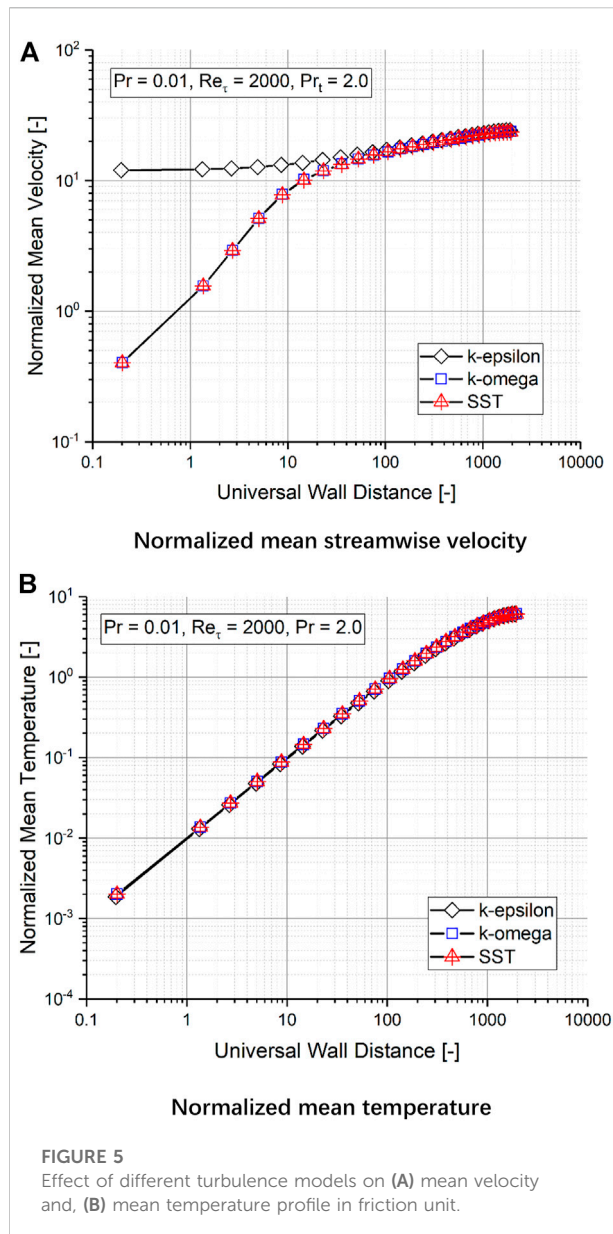 A
10²
Pr = 0.01, Reτ = 2000, Prt = 2.0
10¹
10⁰
10⁻¹
Normalized Mean Velocity [-]
k-epsilon
k-omega
SST
0.1 1 10 100 1000 10000
Universal Wall Distance [-]
Normalized mean streamwise velocity
B
10¹
Pr = 0.01, Reτ = 2000, Pr = 2.0
10⁰
10⁻¹
10⁻²
10⁻³
10⁻⁴
Normalized Mean Temperature [-]
k-epsilon
k-omega
SST
0.1 1 10 100 1000 10000
Universal Wall Distance [-]
Normalized mean temperature
FIGURE 5
Effect of different turbulence models on (A) mean velocity
and, (B) mean temperature profile in friction unit.